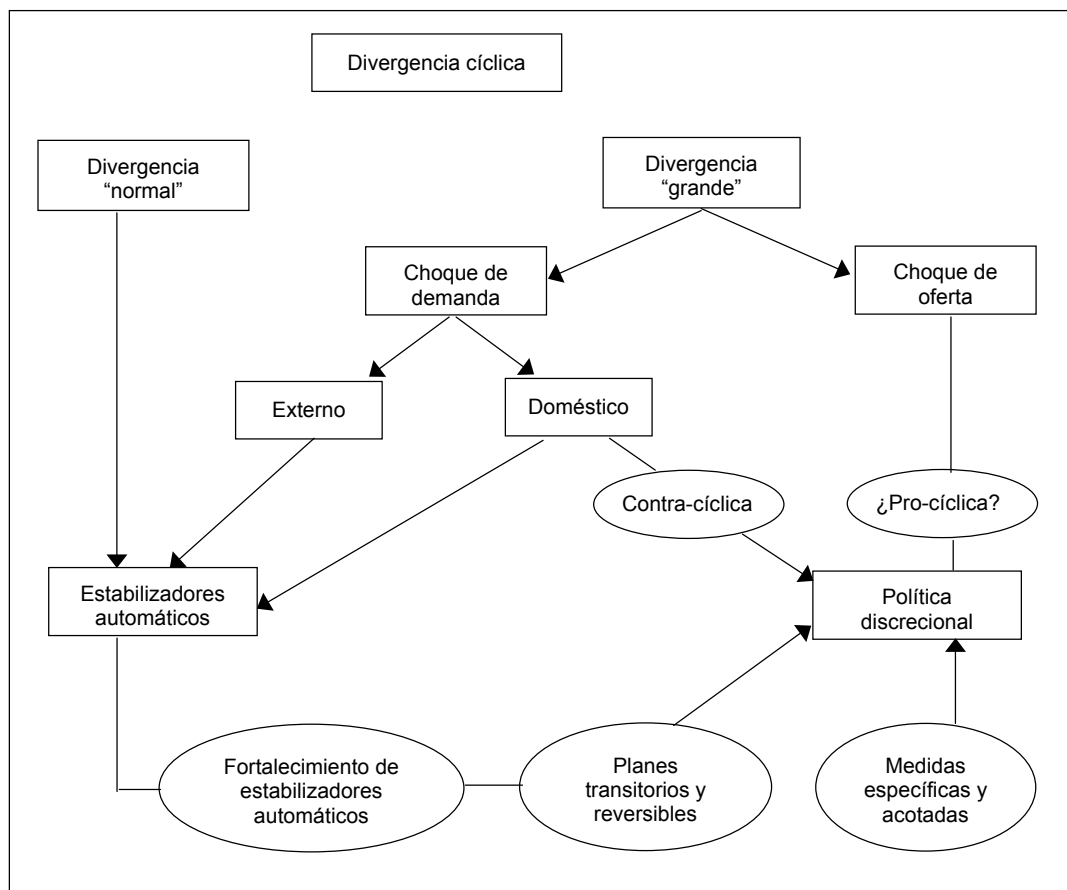 Divergencia cíclica
Divergencia
“normal”
Divergencia
“grande”
Choque de
demanda
Choque de
oferta
Externo
Doméstico
Contra-cíclica
¿Pro-cíclica?
Estabilizadores
automáticos
Política
discrecional
Fortalecimiento de
estabilizadores
automáticos
Planes
transitorios y
reversibles
Medidas
específicas y
acotadas